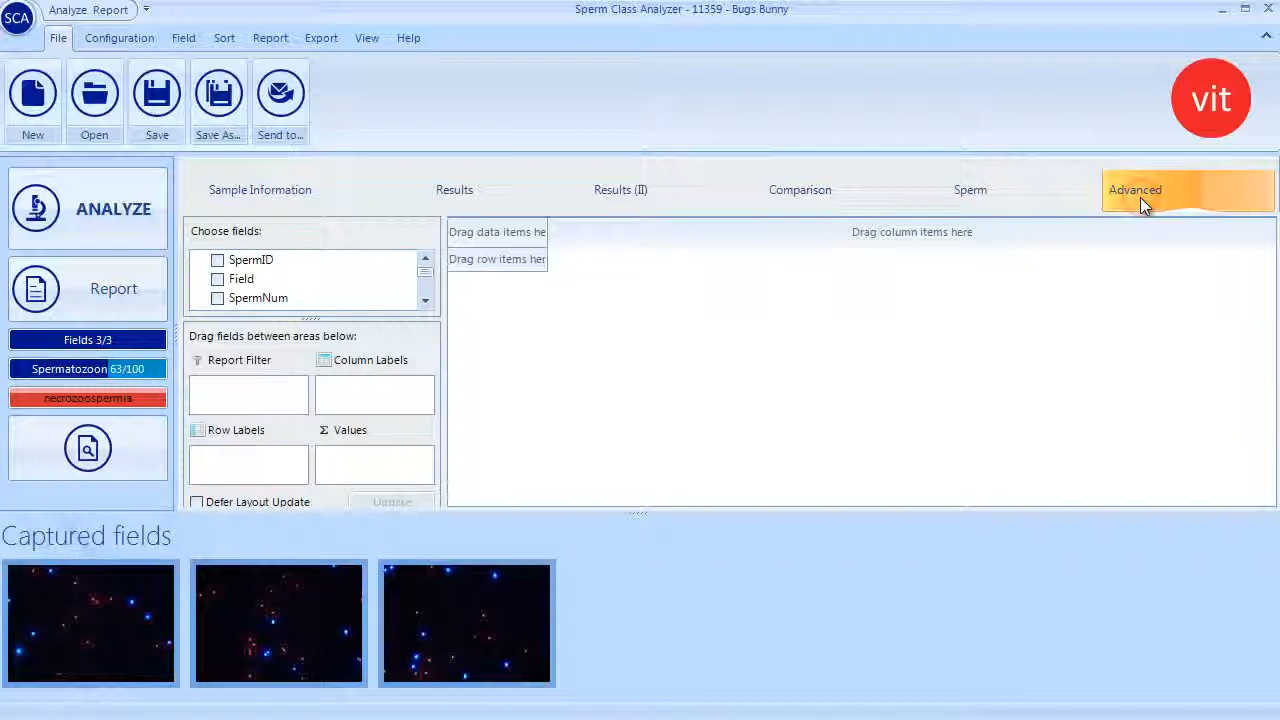 SCA
Analyze Report
Sperm Class Analyzer - 11359 - Bugs Bunny
File Configuration Field Sort Report Export View Help
New Open Save Save As... Send to...
vit
ANALYZE
Report
Fields 3/3
Spermatozoon 63/100
necrozoospermia
Sample Information Results Results (II) Comparison Sperm Advanced
Choose fields:
SpermID
Field
SpermNum
Drag fields between areas below:
Report Filter Column Labels
Row Labels Σ Values
Defer Layout Update Update
Drag data items he Drag column items here
Drag row items her
Captured fields